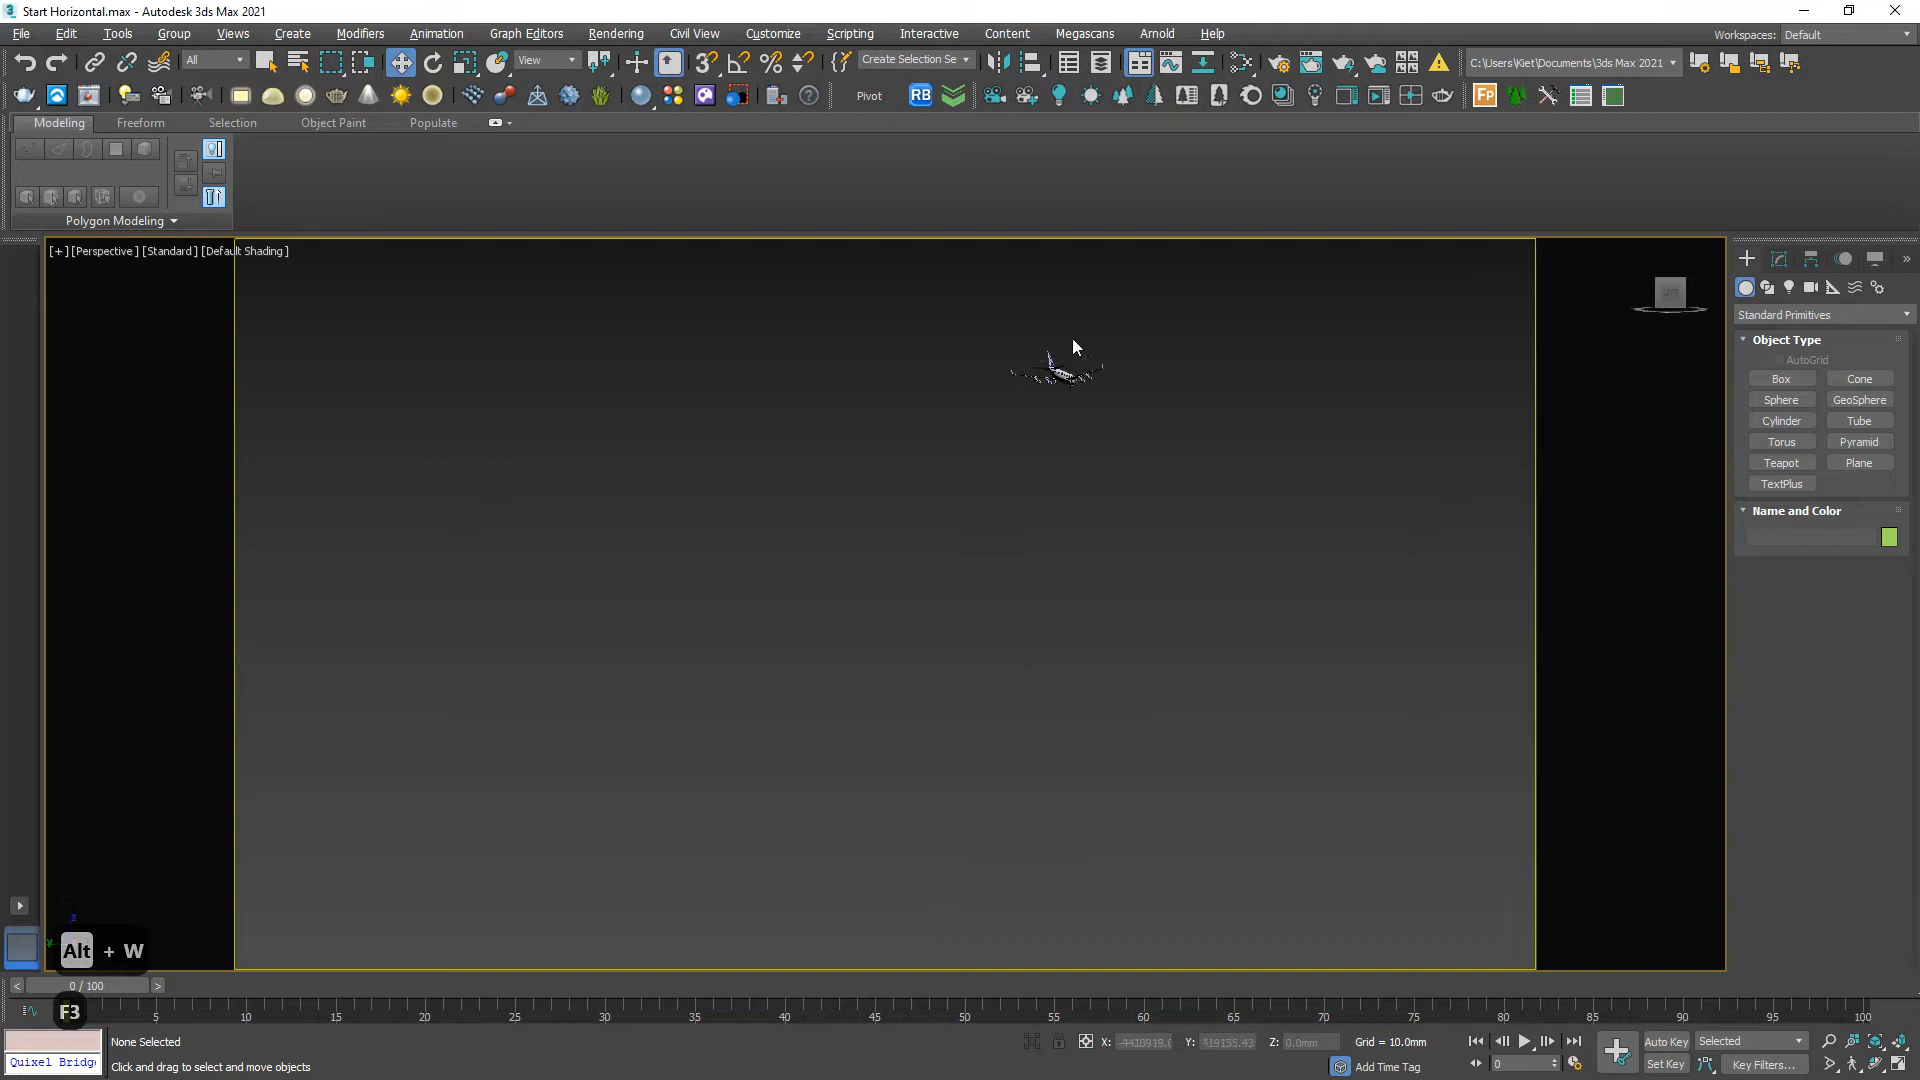 Start Horizontal.max - Autodesk 3ds Max 2021
File Edit Tools Group Views Create Modifiers Animation Graph Editors Rendering Civil View Customize Scripting Interactive Content Megascans Arnold Help
Workspaces: Default
All View Create Selection Se C:\Users\Kiet\Documents\3ds Max 2021
Pivot RB Fp
Modeling Freeform Selection Object Paint Populate
Polygon Modeling
[+] [Perspective] [Standard] [Default Shading]
Standard Primitives
Object Type
AutoGrid
Box Cone
Sphere GeoSphere
Cylinder Tube
Torus Pyramid
Teapot Plane
TextPlus
Name and Color
z
y
Alt + W
< 0 / 100 >
F3
5 10 15 20 25 30 35 40 45 50 55 60 65 70 75 80 85 90 95 100
None Selected
X: Y: Z: 0.0mm Grid = 10.0mm
Auto Key Selected
Quixel Bridg
Click and drag to select and move objects
Add Time Tag
0
Set Key Key Filters...